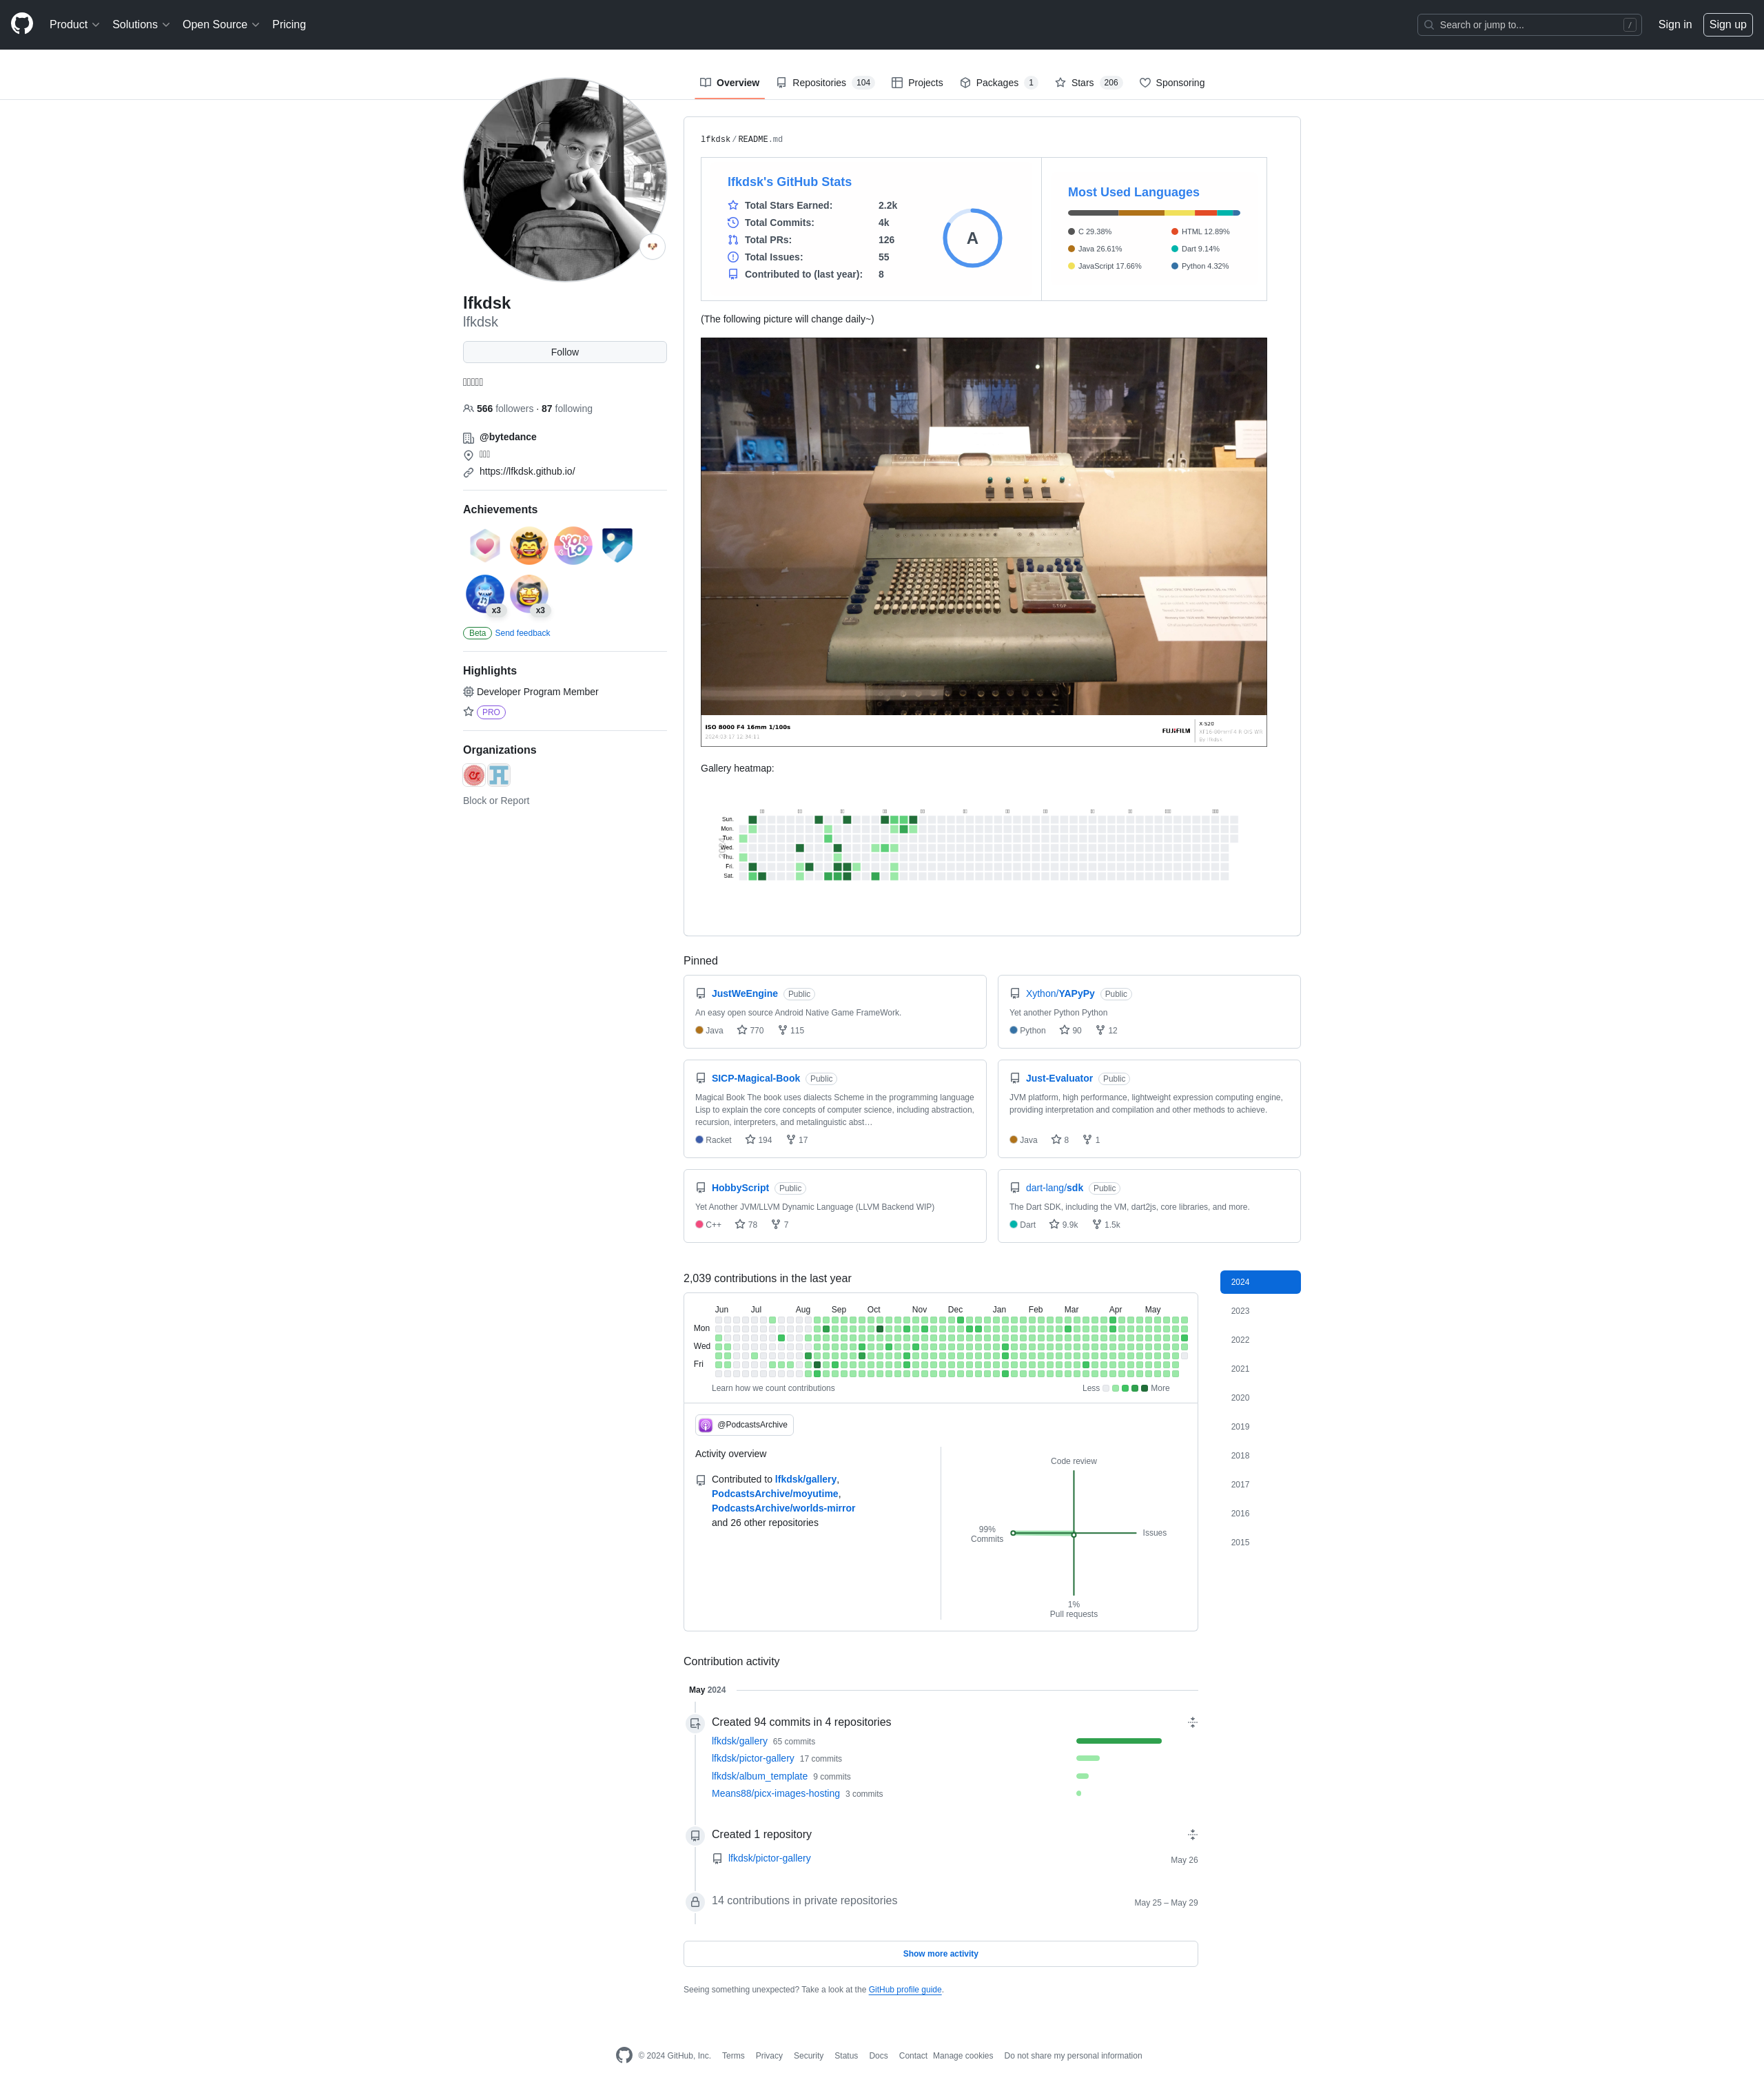 Product Solutions Open Source Pricing Search or jump to... / Sign in Sign up
Overview Repositories 104 Projects Packages 1 Stars 206 Sponsoring
lfkdsk
lfkdsk
Follow
566 followers · 87 following
@bytedance
https://lfkdsk.github.io/
Achievements
YOLO
x3 x3
Beta Send feedback
Highlights
Developer Program Member
PRO
Organizations
Block or Report
lfkdsk / README.md
lfkdsk's GitHub Stats
Total Stars Earned: 2.2k
Total Commits: 4k
Total PRs: 126
Total Issues: 55
Contributed to (last year): 8
A
Most Used Languages
C 29.38% HTML 12.89%
Java 26.61% Dart 9.14%
JavaScript 17.66% Python 4.32%
(The following picture will change daily~)
ISO 8000 F4 16mm 1/100s
FUJIFILM
X-S20
Gallery heatmap:
Sun.
Mon.
Tue.
Wed.
Thu.
Fri.
Sat.
Pinned
JustWeEngine Public
An easy open source Android Native Game FrameWork.
Java 770 115
Xython/YAPyPy Public
Yet another Python Python
Python 90 12
SICP-Magical-Book Public
Magical Book The book uses dialects Scheme in the programming language
Lisp to explain the core concepts of computer science, including abstraction,
recursion, interpreters, and metalinguistic abst…
Racket 194 17
Just-Evaluator Public
JVM platform, high performance, lightweight expression computing engine,
providing interpretation and compilation and other methods to achieve.
Java 8 1
HobbyScript Public
Yet Another JVM/LLVM Dynamic Language (LLVM Backend WIP)
C++ 78 7
dart-lang/sdk Public
The Dart SDK, including the VM, dart2js, core libraries, and more.
Dart 9.9k 1.5k
2,039 contributions in the last year
Jun Jul Aug Sep Oct Nov Dec Jan Feb Mar Apr May
Mon
Wed
Fri
Learn how we count contributions Less More
@PodcastsArchive
Activity overview
Contributed to lfkdsk/gallery,
PodcastsArchive/moyutime,
PodcastsArchive/worlds-mirror
and 26 other repositories
Code review
99%
Commits
Issues
1%
Pull requests
2024
2023
2022
2021
2020
2019
2018
2017
2016
2015
Contribution activity
May 2024
Created 94 commits in 4 repositories
lfkdsk/gallery 65 commits
lfkdsk/pictor-gallery 17 commits
lfkdsk/album_template 9 commits
Means88/picx-images-hosting 3 commits
Created 1 repository
lfkdsk/pictor-gallery May 26
14 contributions in private repositories May 25 – May 29
Show more activity
Seeing something unexpected? Take a look at the GitHub profile guide.
© 2024 GitHub, Inc. Terms Privacy Security Status Docs Contact Manage cookies Do not share my personal information